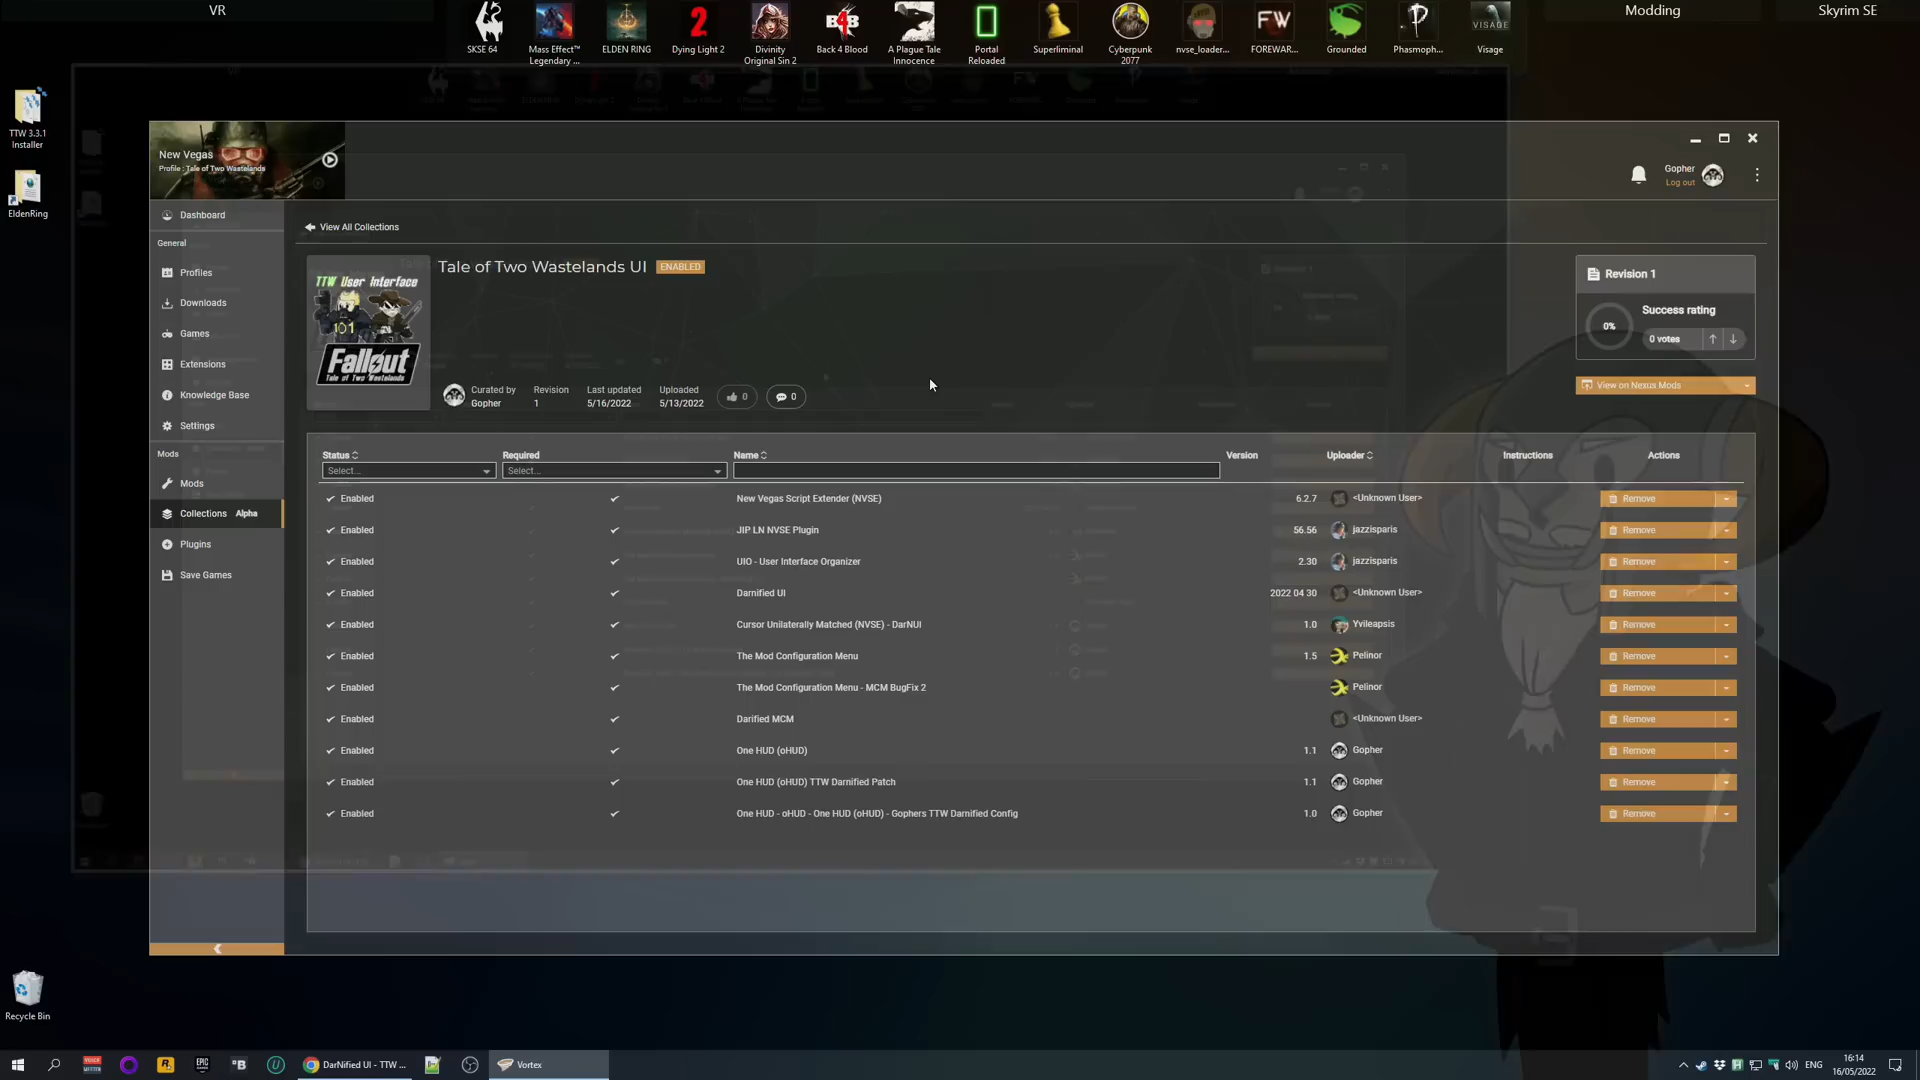 VR
Modding
Skyrim SE
SKSE 64
Mass Effect™
Legendary ...
ELDEN RING
Dying Light 2
Divinity
Original Sin 2
Back 4 Blood
A Plague Tale
Innocence
Portal
Reloaded
Superliminal
Cyberpunk
2077
nvse_loader...
FOREWAR...
Grounded
Phasmoph...
Visage
TTW 3.3.1
Installer
EldenRing
Recycle Bin
New Vegas
Profile : Tale of Two Wastelands
Gopher
Log out
Dashboard
General
Profiles
Downloads
Games
Extensions
Knowledge Base
Settings
Mods
Mods
Collections Alpha
Plugins
Save Games
View All Collections
TTW User Interface
101
Fallout
Tale of Two Wastelands
Tale of Two Wastelands UI ENABLED
Curated by
Gopher
Revision
1
Last updated
5/16/2022
Uploaded
5/13/2022
0
0
Revision 1
0%
Success rating
0 votes
View on Nexus Mods
Status Required Name Version Uploader Instructions Actions
Select... Select...
Enabled New Vegas Script Extender (NVSE) 6.2.7 <Unknown User> Remove
Enabled JIP LN NVSE Plugin 56.56 jazzisparis Remove
Enabled UIO - User Interface Organizer 2.30 jazzisparis Remove
Enabled Darnified UI 2022 04 30 <Unknown User> Remove
Enabled Cursor Unilaterally Matched (NVSE) - DarNUI 1.0 Yvileapsis Remove
Enabled The Mod Configuration Menu 1.5 Pelinor Remove
Enabled The Mod Configuration Menu - MCM BugFix 2 Pelinor Remove
Enabled Darified MCM <Unknown User> Remove
Enabled One HUD (oHUD) 1.1 Gopher Remove
Enabled One HUD (oHUD) TTW Darnified Patch 1.1 Gopher Remove
Enabled One HUD - oHUD - One HUD (oHUD) - Gophers TTW Darnified Config 1.0 Gopher Remove
DarNified UI - TTW ...
Vortex
ENG
16:14
16/05/2022